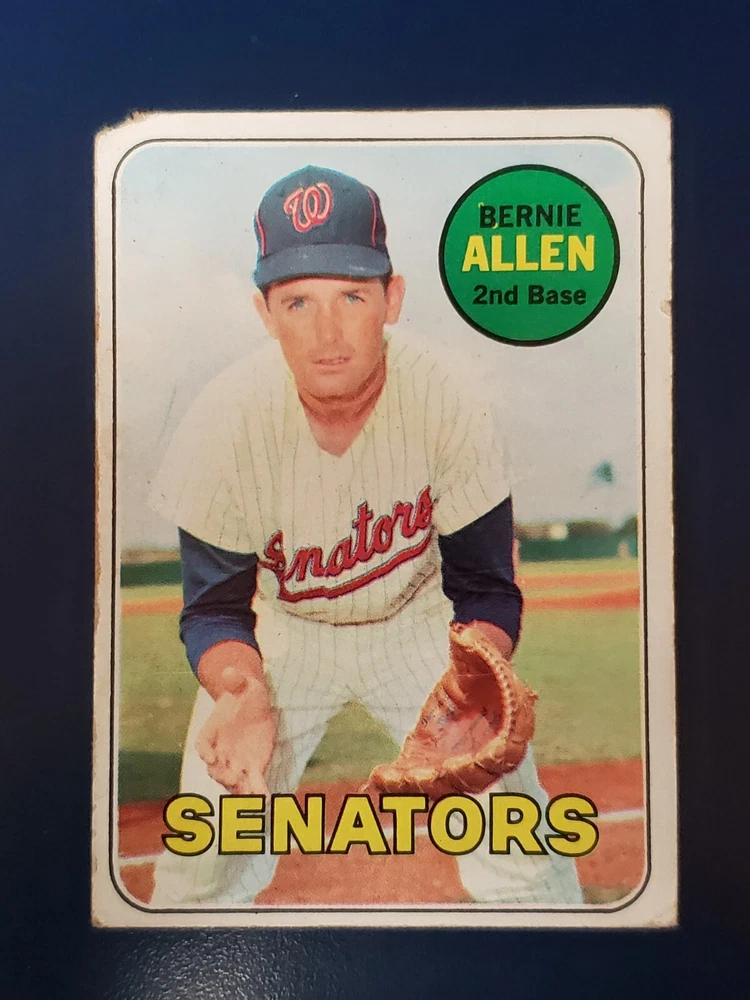 W
BERNIE
ALLEN
2nd Base
Senators
SENATORS